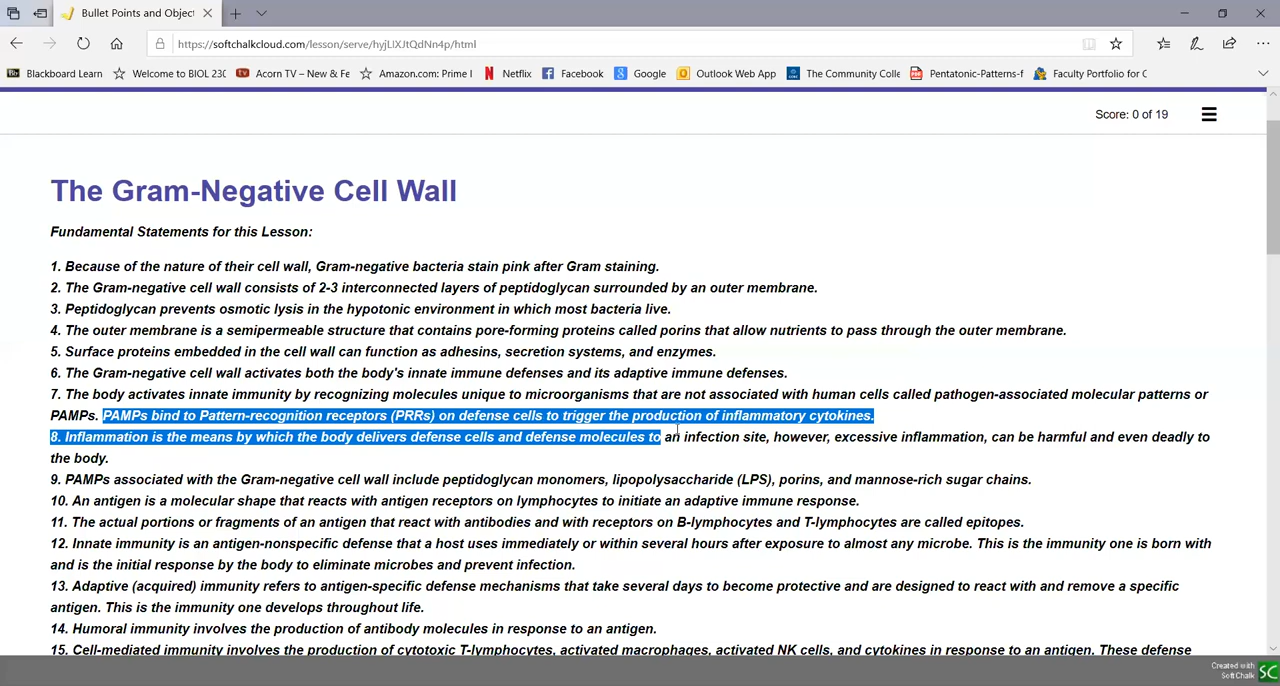 Bullet Points and Object
https://softchalkcloud.com/lesson/serve/hyjLlXJtQdNn4p/html
Blackboard Learn Welcome to BIOL 230 Acorn TV – New & Fe Amazon.com: Prime I Netflix Facebook Google Outlook Web App The Community Colle Pentatonic-Patterns-f Faculty Portfolio for C
Score: 0 of 19
The Gram-Negative Cell Wall
Fundamental Statements for this Lesson:
1. Because of the nature of their cell wall, Gram-negative bacteria stain pink after Gram staining.
2. The Gram-negative cell wall consists of 2-3 interconnected layers of peptidoglycan surrounded by an outer membrane.
3. Peptidoglycan prevents osmotic lysis in the hypotonic environment in which most bacteria live.
4. The outer membrane is a semipermeable structure that contains pore-forming proteins called porins that allow nutrients to pass through the outer membrane.
5. Surface proteins embedded in the cell wall can function as adhesins, secretion systems, and enzymes.
6. The Gram-negative cell wall activates both the body's innate immune defenses and its adaptive immune defenses.
7. The body activates innate immunity by recognizing molecules unique to microorganisms that are not associated with human cells called pathogen-associated molecular patterns or
PAMPs. PAMPs bind to Pattern-recognition receptors (PRRs) on defense cells to trigger the production of inflammatory cytokines.
8. Inflammation is the means by which the body delivers defense cells and defense molecules to an infection site, however, excessive inflammation, can be harmful and even deadly to
the body.
9. PAMPs associated with the Gram-negative cell wall include peptidoglycan monomers, lipopolysaccharide (LPS), porins, and mannose-rich sugar chains.
10. An antigen is a molecular shape that reacts with antigen receptors on lymphocytes to initiate an adaptive immune response.
11. The actual portions or fragments of an antigen that react with antibodies and with receptors on B-lymphocytes and T-lymphocytes are called epitopes.
12. Innate immunity is an antigen-nonspecific defense that a host uses immediately or within several hours after exposure to almost any microbe. This is the immunity one is born with
and is the initial response by the body to eliminate microbes and prevent infection.
13. Adaptive (acquired) immunity refers to antigen-specific defense mechanisms that take several days to become protective and are designed to react with and remove a specific
antigen. This is the immunity one develops throughout life.
14. Humoral immunity involves the production of antibody molecules in response to an antigen.
15. Cell-mediated immunity involves the production of cytotoxic T-lymphocytes, activated macrophages, activated NK cells, and cytokines in response to an antigen. These defense
Created with
SoftChalk
SC